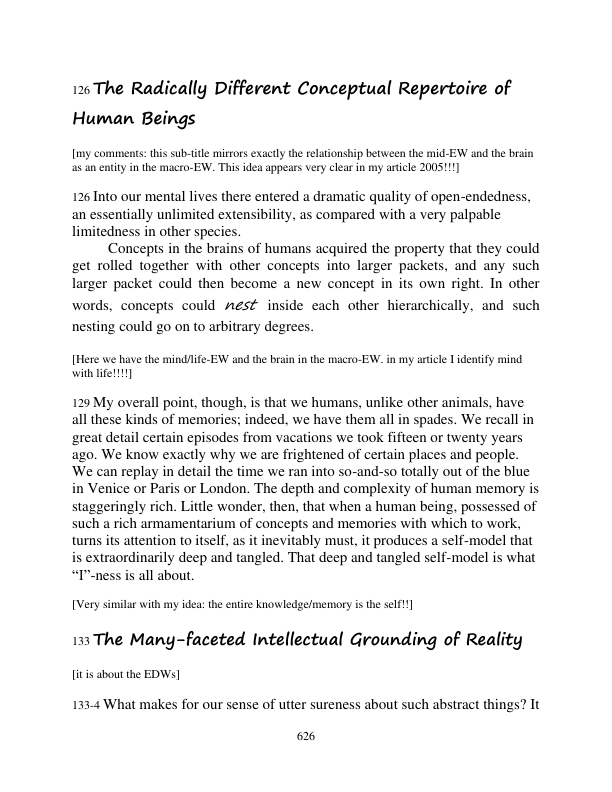 126 The Radically Different Conceptual Repertoire of
Human Beings
[my comments: this sub-title mirrors exactly the relationship between the mid-EW and the brain
as an entity in the macro-EW. This idea appears very clear in my article 2005!!!]
126 Into our mental lives there entered a dramatic quality of open-endedness,
an essentially unlimited extensibility, as compared with a very palpable
limitedness in other species.
Concepts in the brains of humans acquired the property that they could
get rolled together with other concepts into larger packets, and any such
larger packet could then become a new concept in its own right. In other
words, concepts could nest inside each other hierarchically, and such
nesting could go on to arbitrary degrees.
[Here we have the mind/life-EW and the brain in the macro-EW. in my article I identify mind
with life!!!!]
129 My overall point, though, is that we humans, unlike other animals, have
all these kinds of memories; indeed, we have them all in spades. We recall in
great detail certain episodes from vacations we took fifteen or twenty years
ago. We know exactly why we are frightened of certain places and people.
We can replay in detail the time we ran into so-and-so totally out of the blue
in Venice or Paris or London. The depth and complexity of human memory is
staggeringly rich. Little wonder, then, that when a human being, possessed of
such a rich armamentarium of concepts and memories with which to work,
turns its attention to itself, as it inevitably must, it produces a self-model that
is extraordinarily deep and tangled. That deep and tangled self-model is what
“I”-ness is all about.
[Very similar with my idea: the entire knowledge/memory is the self!!]
133 The Many-faceted Intellectual Grounding of Reality
[it is about the EDWs]
133-4 What makes for our sense of utter sureness about such abstract things? It
626